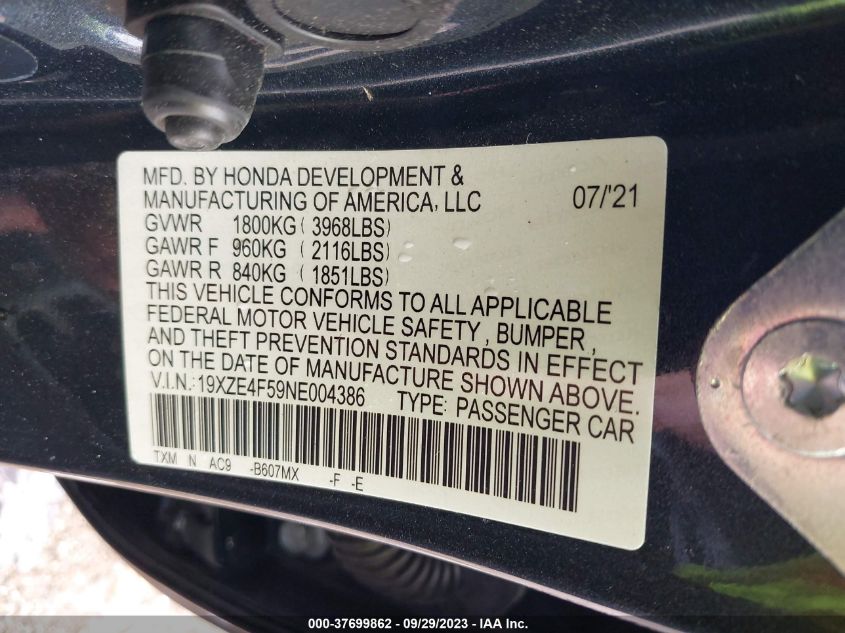 MFD. BY HONDA DEVELOPMENT &
MANUFACTURING OF AMERICA, LLC 07/'21
GVWR 1800KG ( 3968LBS)
GAWR F 960KG ( 2116LBS)
GAWR R 840KG ( 1851LBS)
THIS VEHICLE CONFORMS TO ALL APPLICABLE
FEDERAL MOTOR VEHICLE SAFETY , BUMPER ,
AND THEFT PREVENTION STANDARDS IN EFFECT
ON THE DATE OF MANUFACTURE SHOWN ABOVE.
V.I.N.: 19XZE4F59NE004386 TYPE: PASSENGER CAR
TXM N AC9 -B607MX -F -E
000-37699862 / 09/29/2023 - IAA Inc.